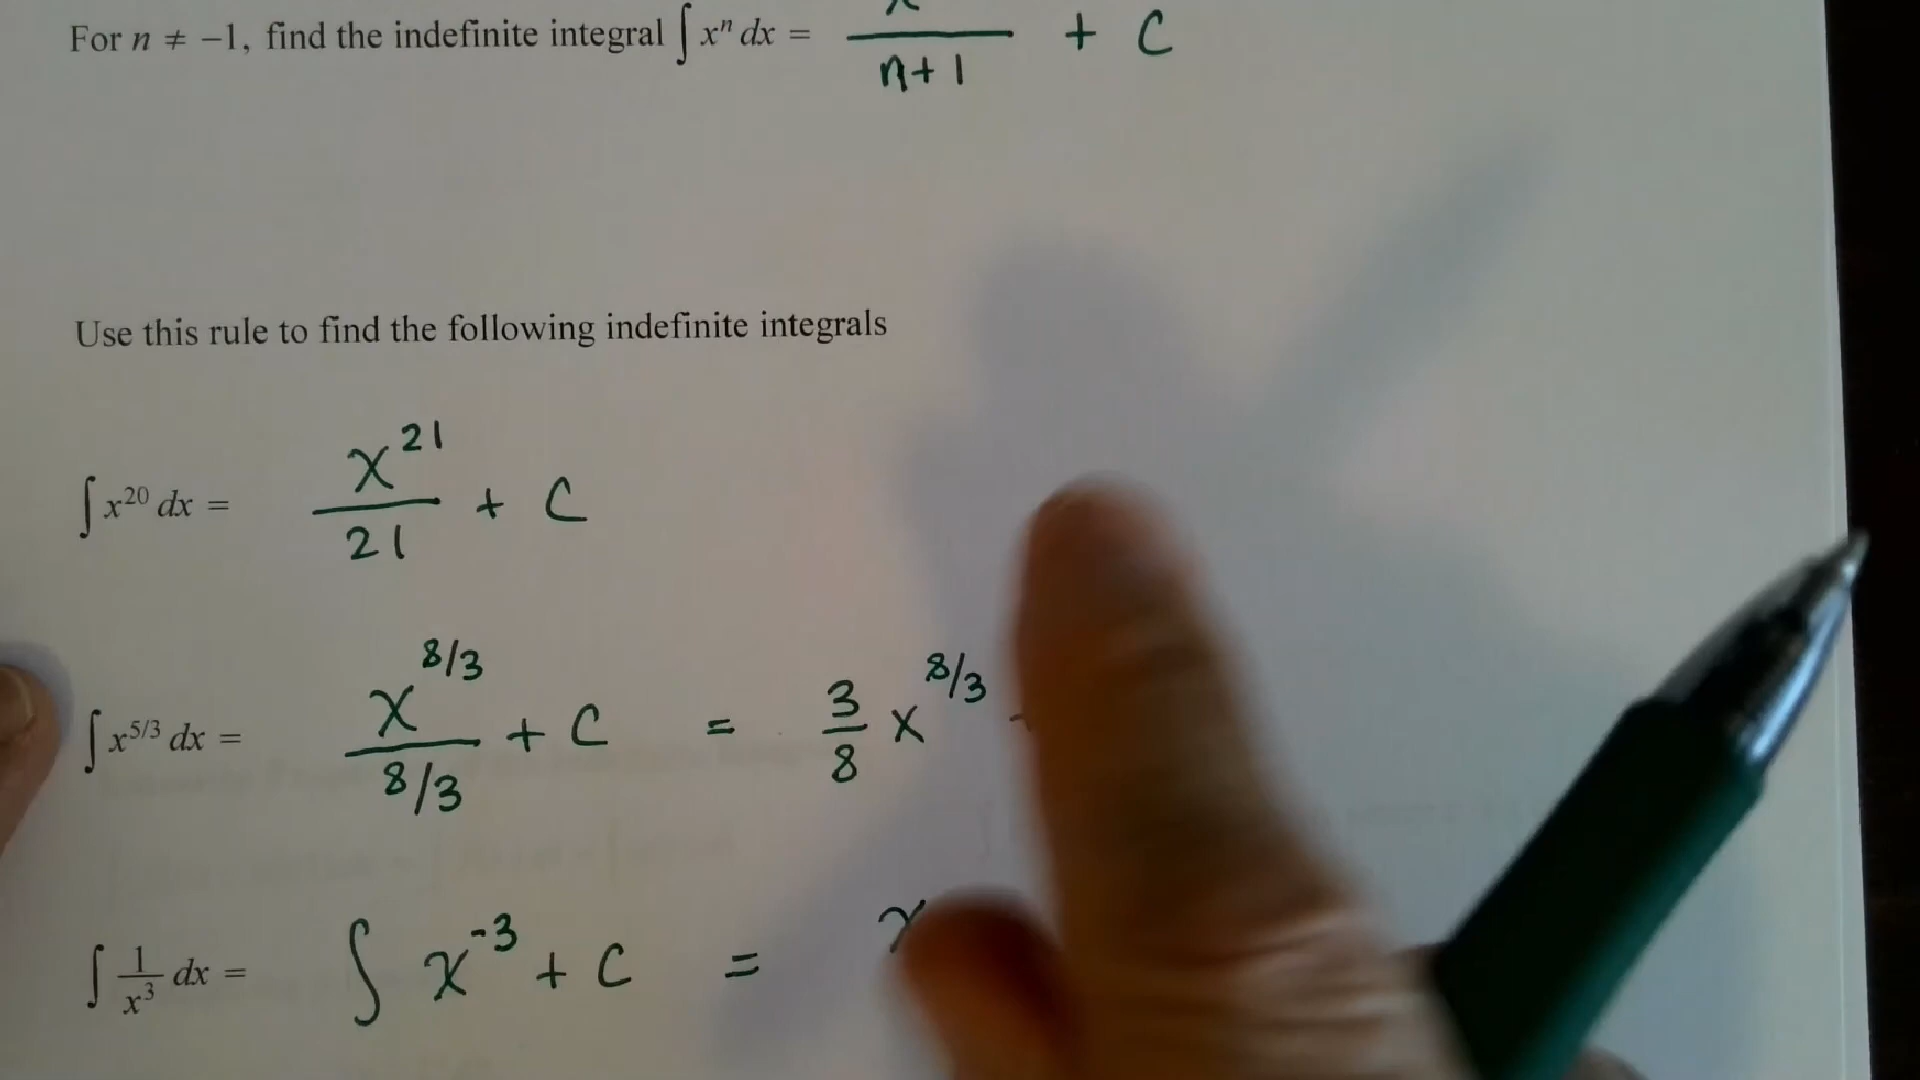 For n ≠ −1, find the indefinite integral ∫ xⁿ dx = ―/(n+1) + C
Use this rule to find the following indefinite integrals
∫ x²⁰ dx = x²¹/21 + C
∫ x^(5/3) dx = x^(8/3)/(8/3) + C = 3/8 x^(8/3)
∫ 1/x³ dx = ∫ x⁻³ + C = x